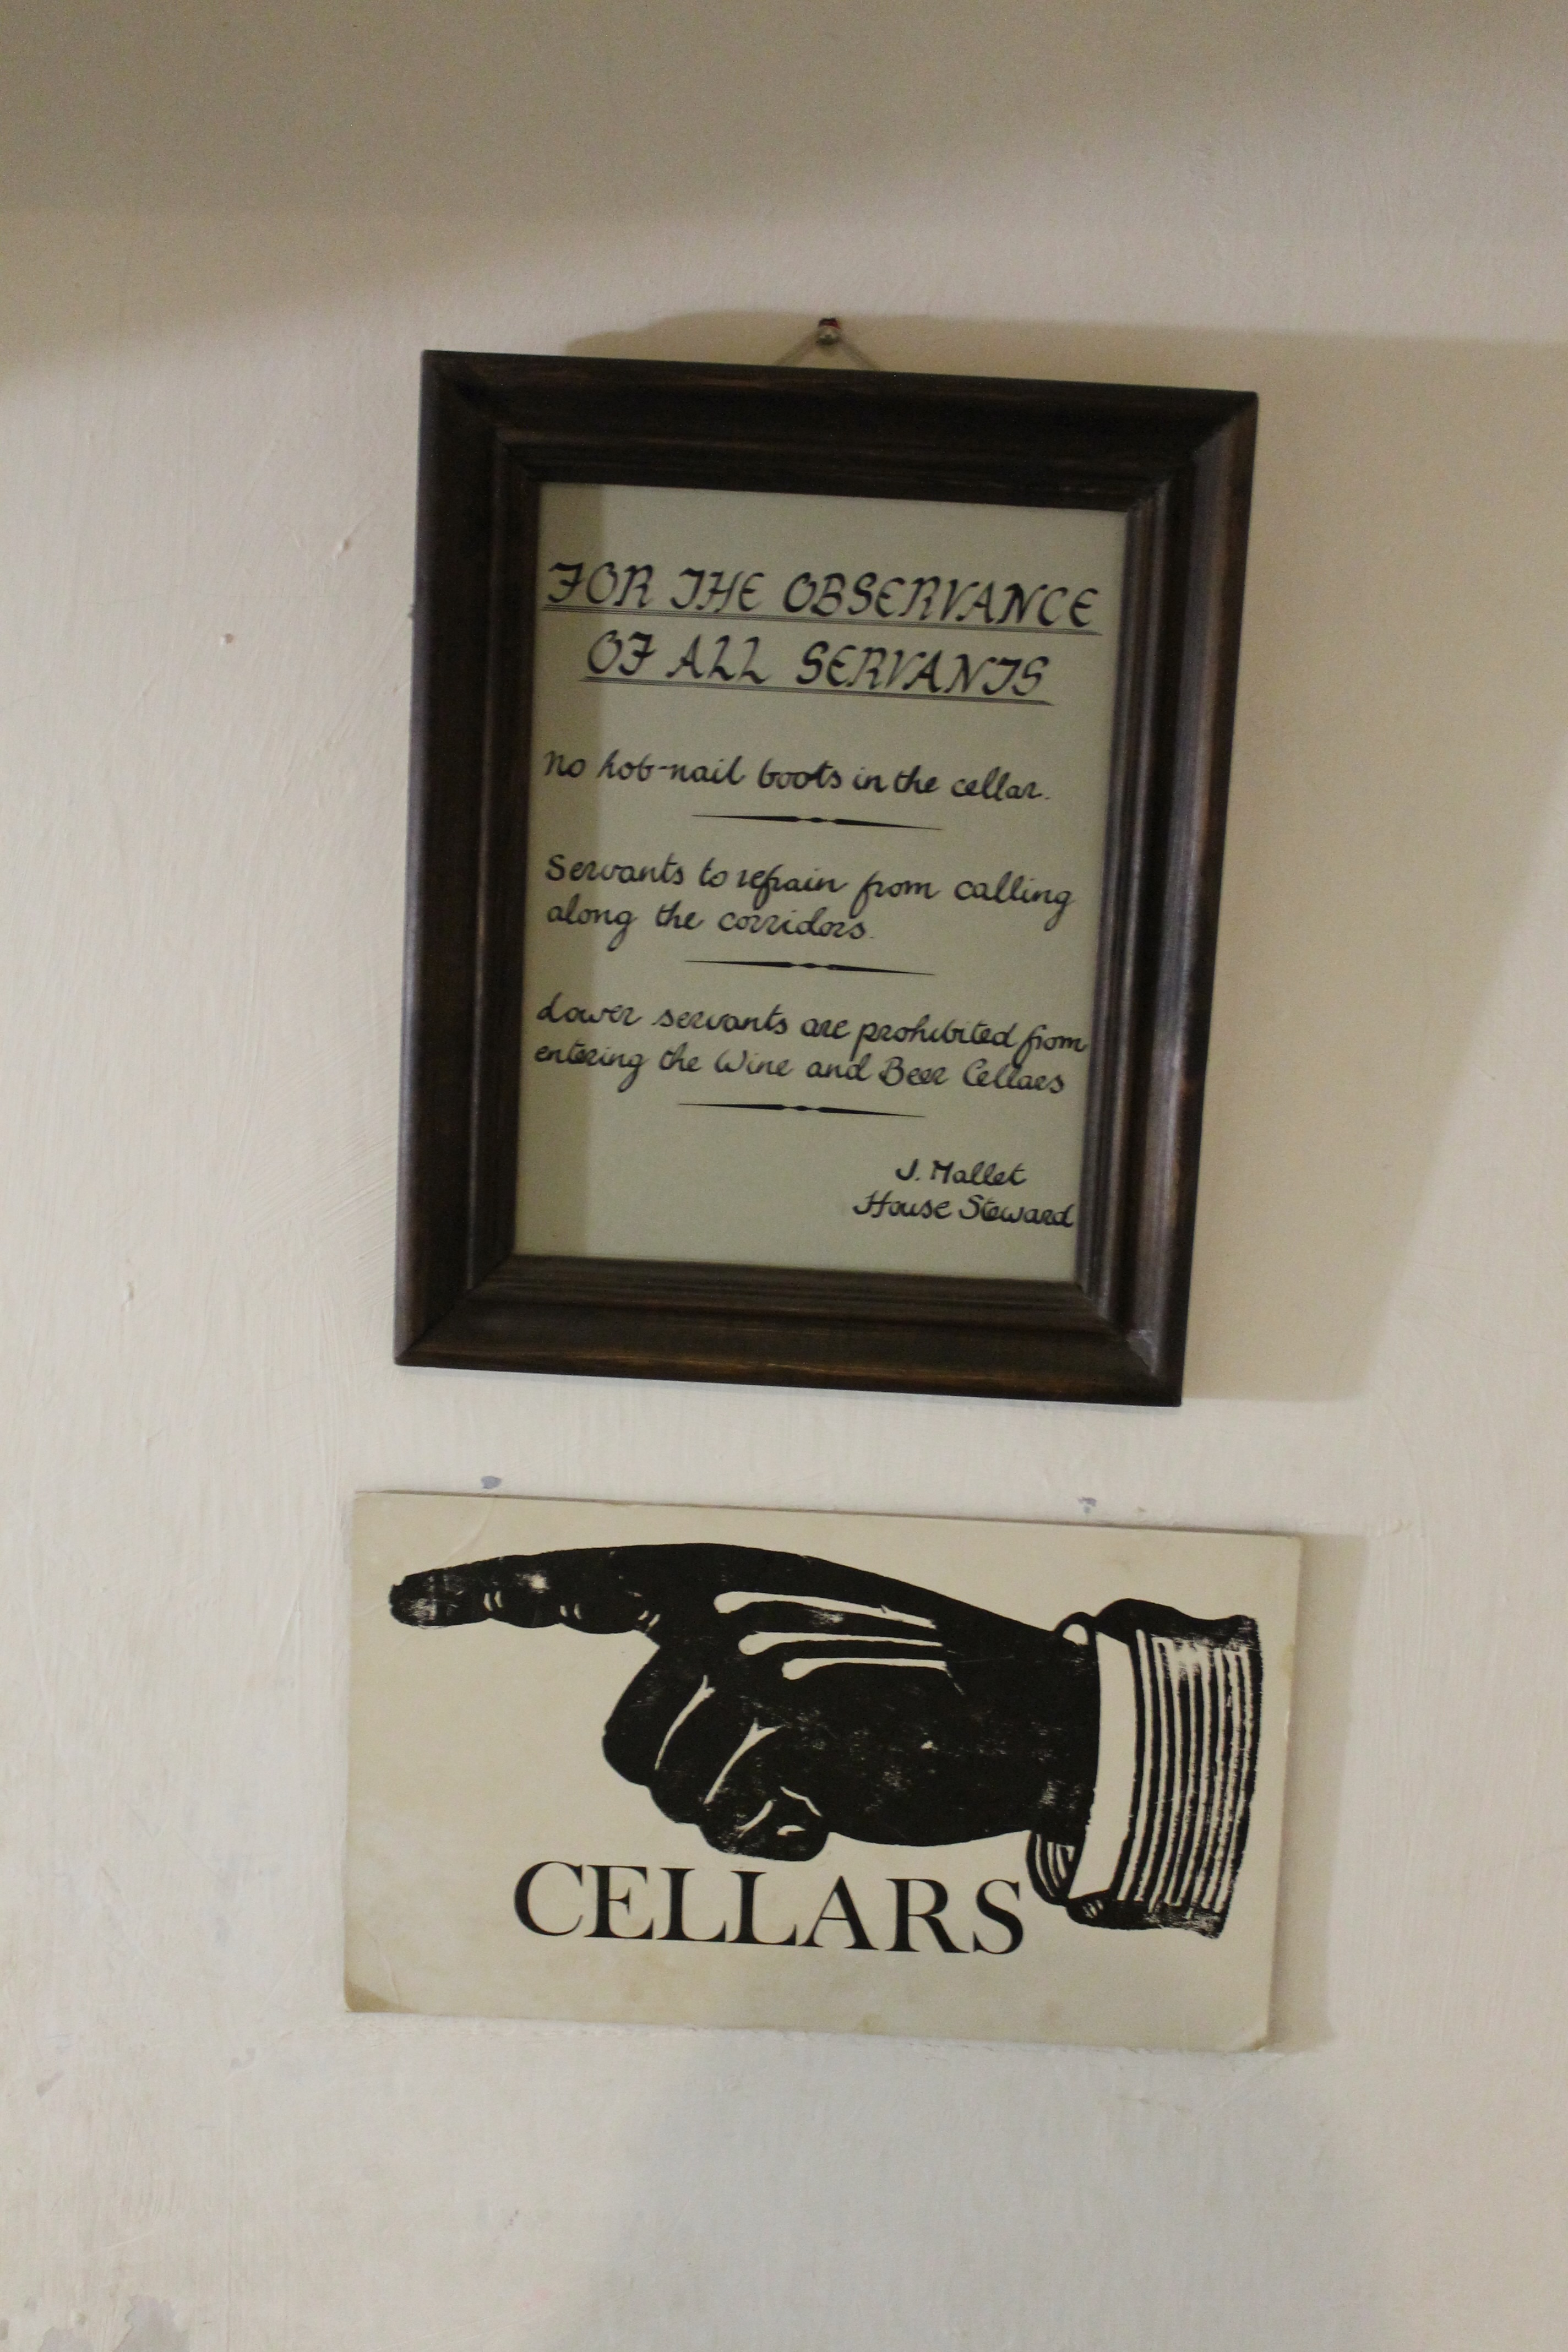 FOR THE OBSERVANCE
OF ALL SERVANTS
No hob-nail boots in the cellar.
Servants to refrain from calling
along the corridors.
Lower servants are prohibited from
entering the Wine and Beer Cellars
J. Mallet
House Steward
CELLARS